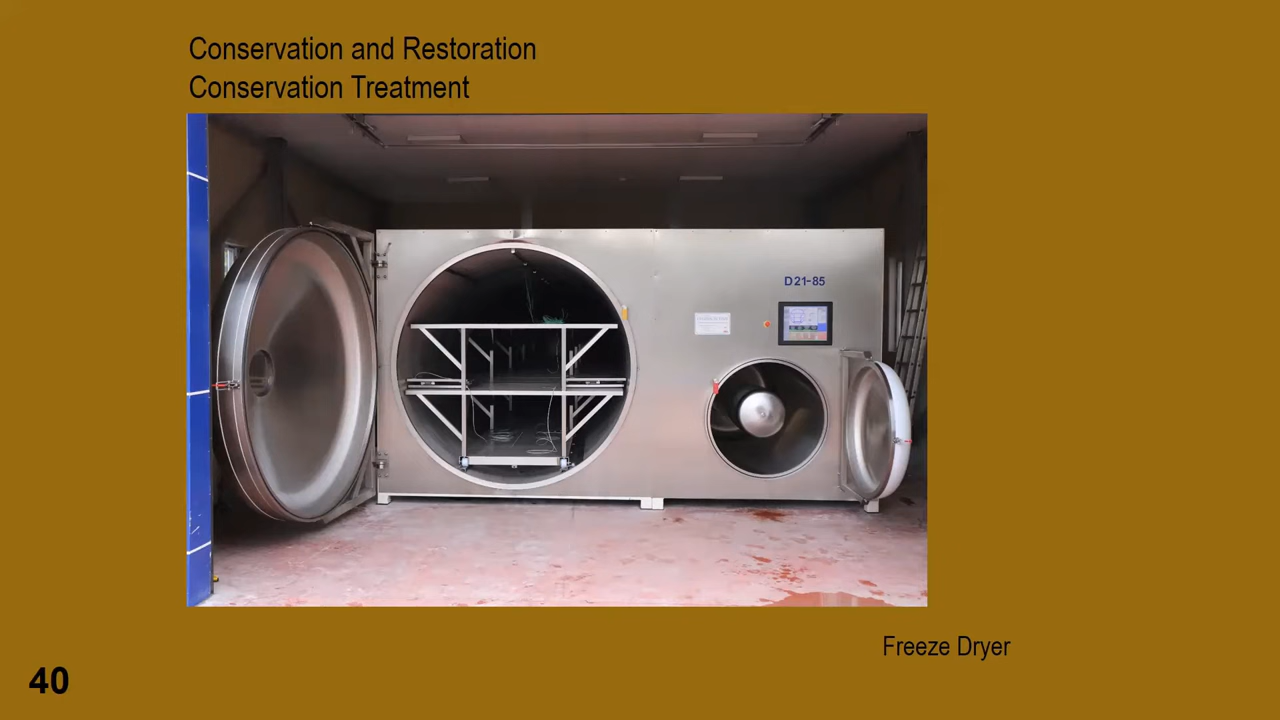 Conservation and Restoration
Conservation Treatment
D21-85
Freeze Dryer
40